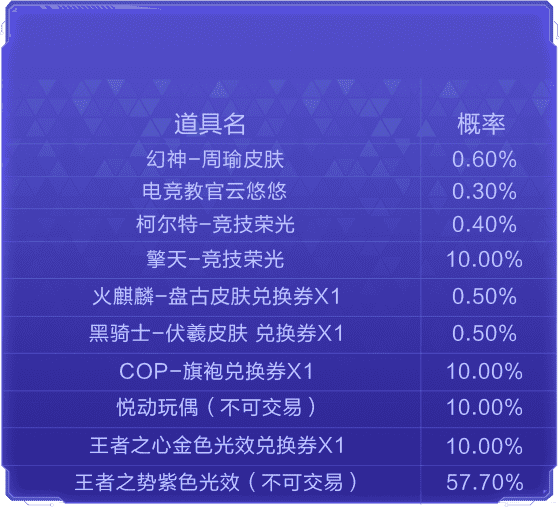 道具名 概率
幻神-周瑜皮肤 0.60%
电竞教官云悠悠 0.30%
柯尔特-竞技荣光 0.40%
擎天-竞技荣光 10.00%
火麒麟-盘古皮肤兑换券X1 0.50%
黑骑士-伏羲皮肤 兑换券X1 0.50%
COP-旗袍兑换券X1 10.00%
悦动玩偶（不可交易） 10.00%
王者之心金色光效兑换券X1 10.00%
王者之势紫色光效（不可交易） 57.70%